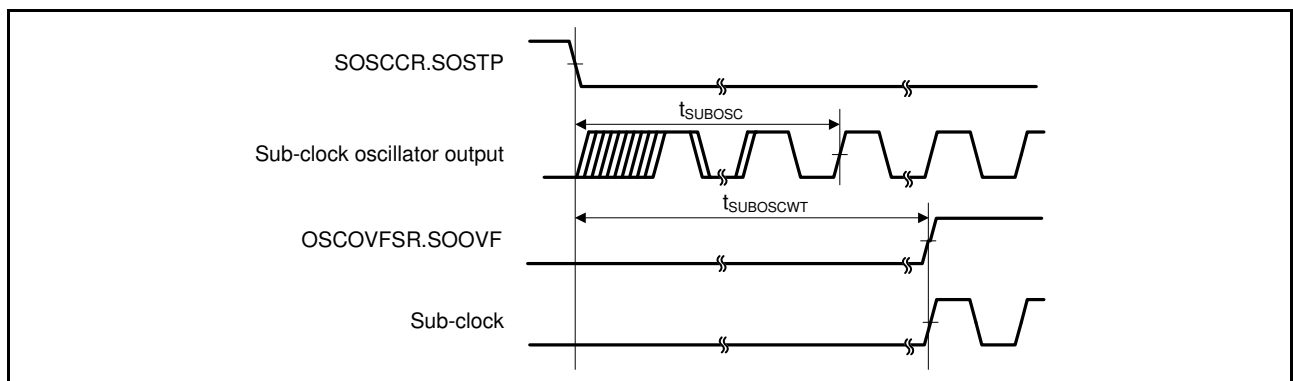 SOSCCR.SOSTP
tSUBOSC
Sub-clock oscillator output
tSUBOSCWT
OSCOVFSR.SOOVF
Sub-clock